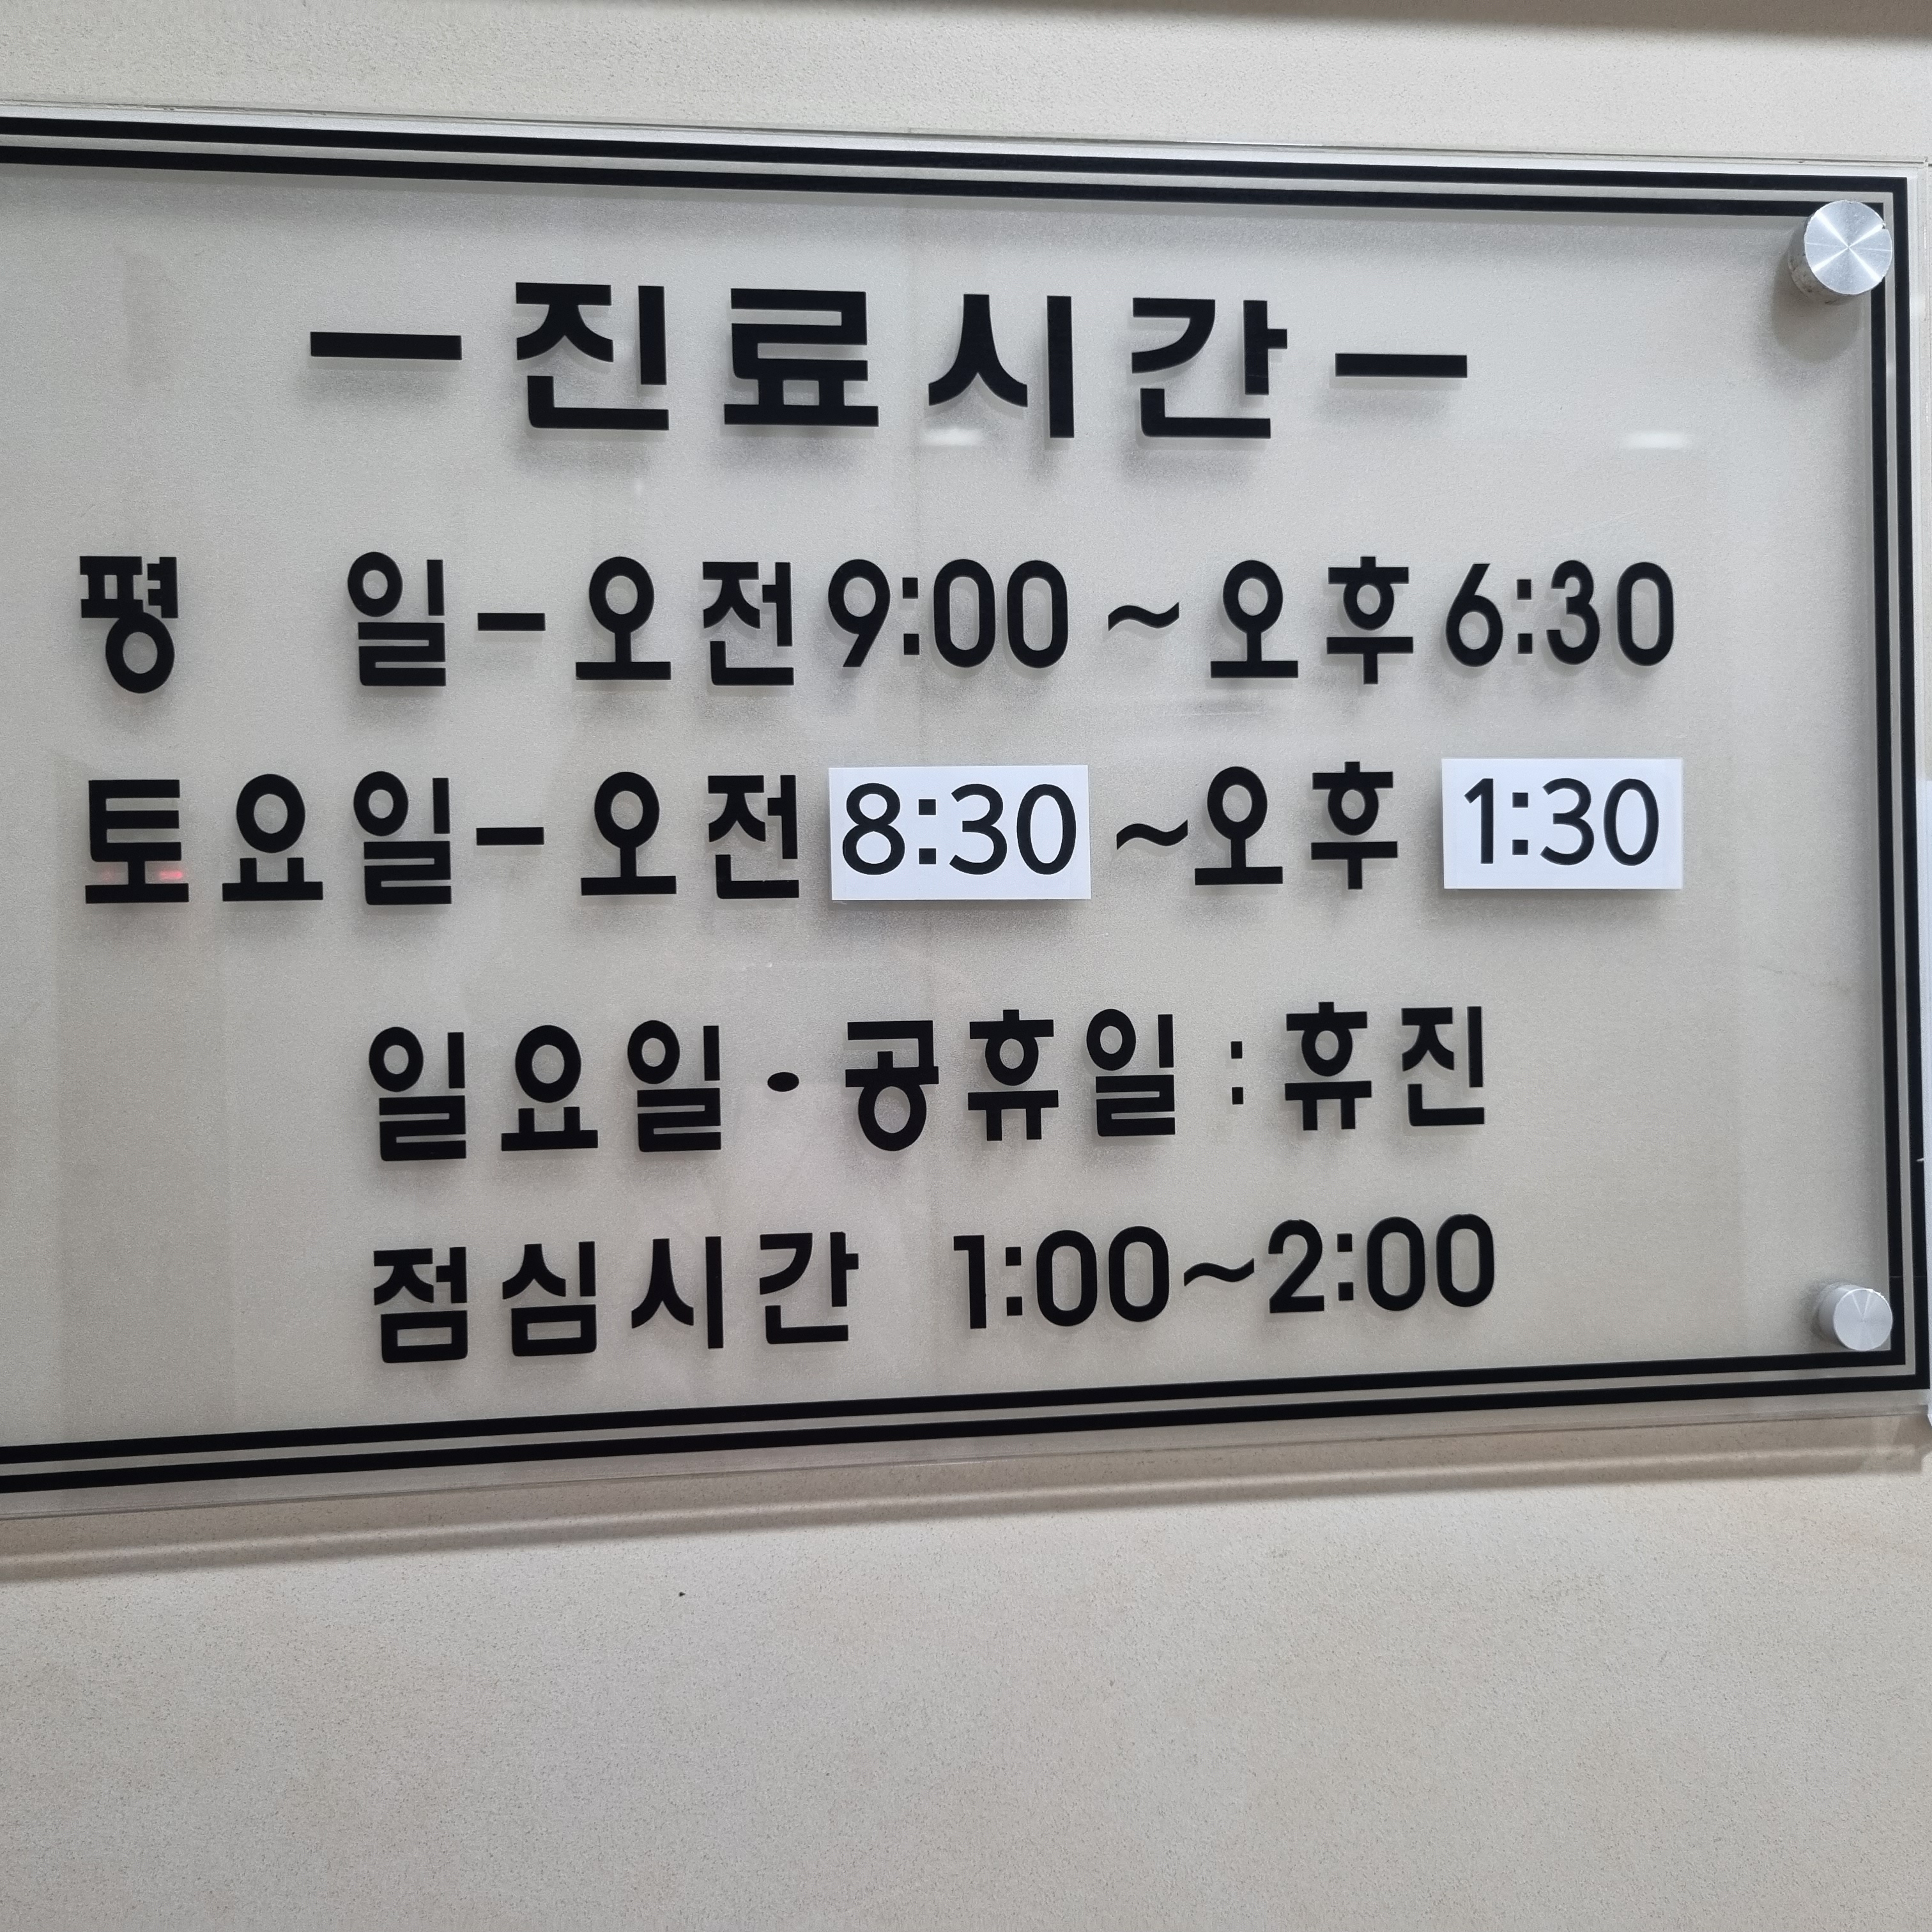 －진료시간－
평 일-오전9:00 ~ 오후6:30
토요일-오전 8:30 ~오후 1:30
일요일·공휴일 : 휴진
점심시간 1:00~2:00